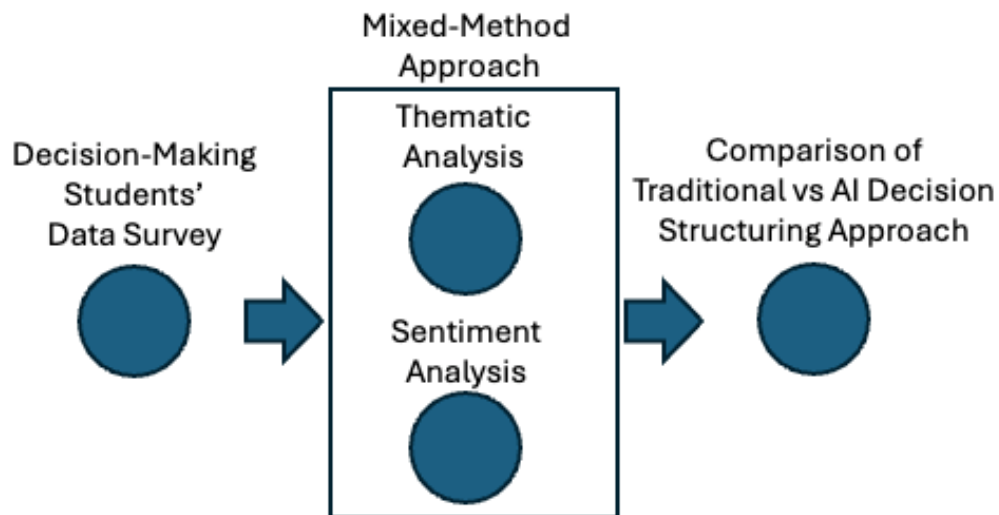 Decision-Making
Students’
Data Survey
Mixed-Method
Approach
Thematic
Analysis
Sentiment
Analysis
Comparison of
Traditional vs AI Decision
Structuring Approach